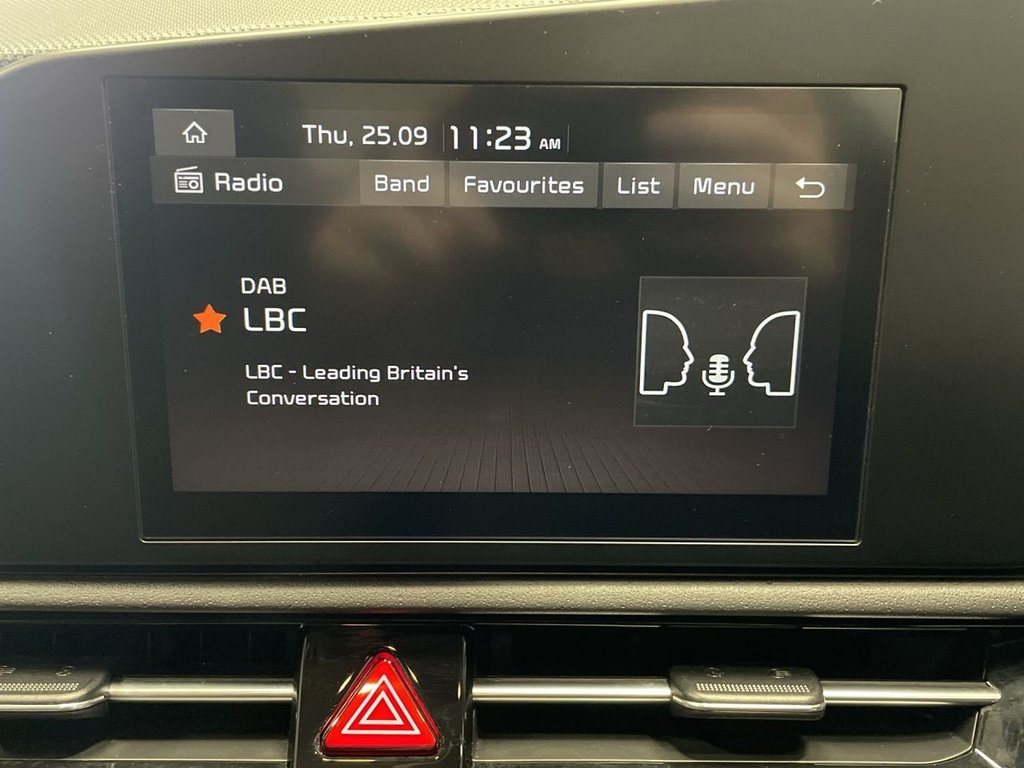 Thu, 25.09 11:23 AM
Radio Band Favourites List Menu
DAB
LBC
LBC - Leading Britain's
Conversation